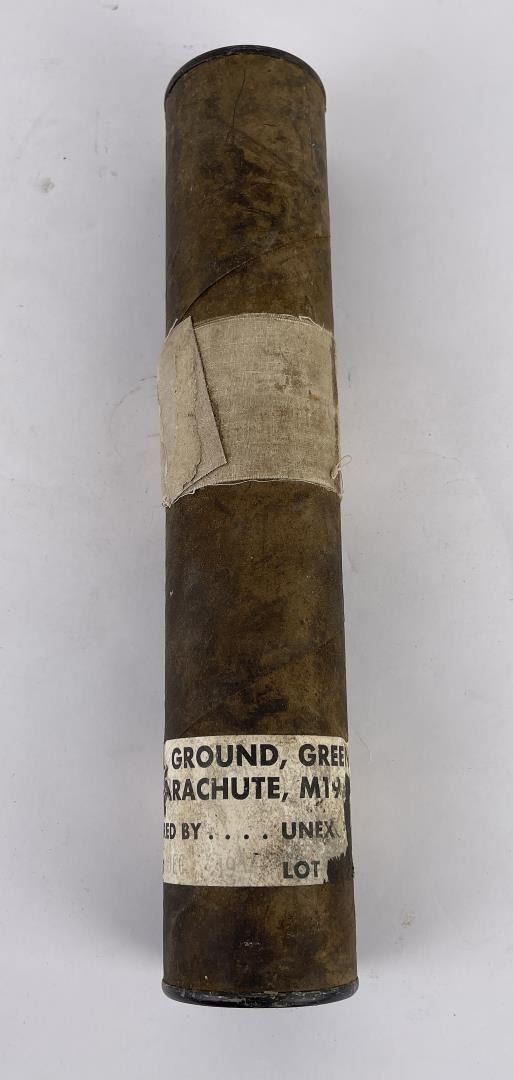 GROUND, GREE
ARACHUTE, M19
ED BY . . . . UNEX
LOT